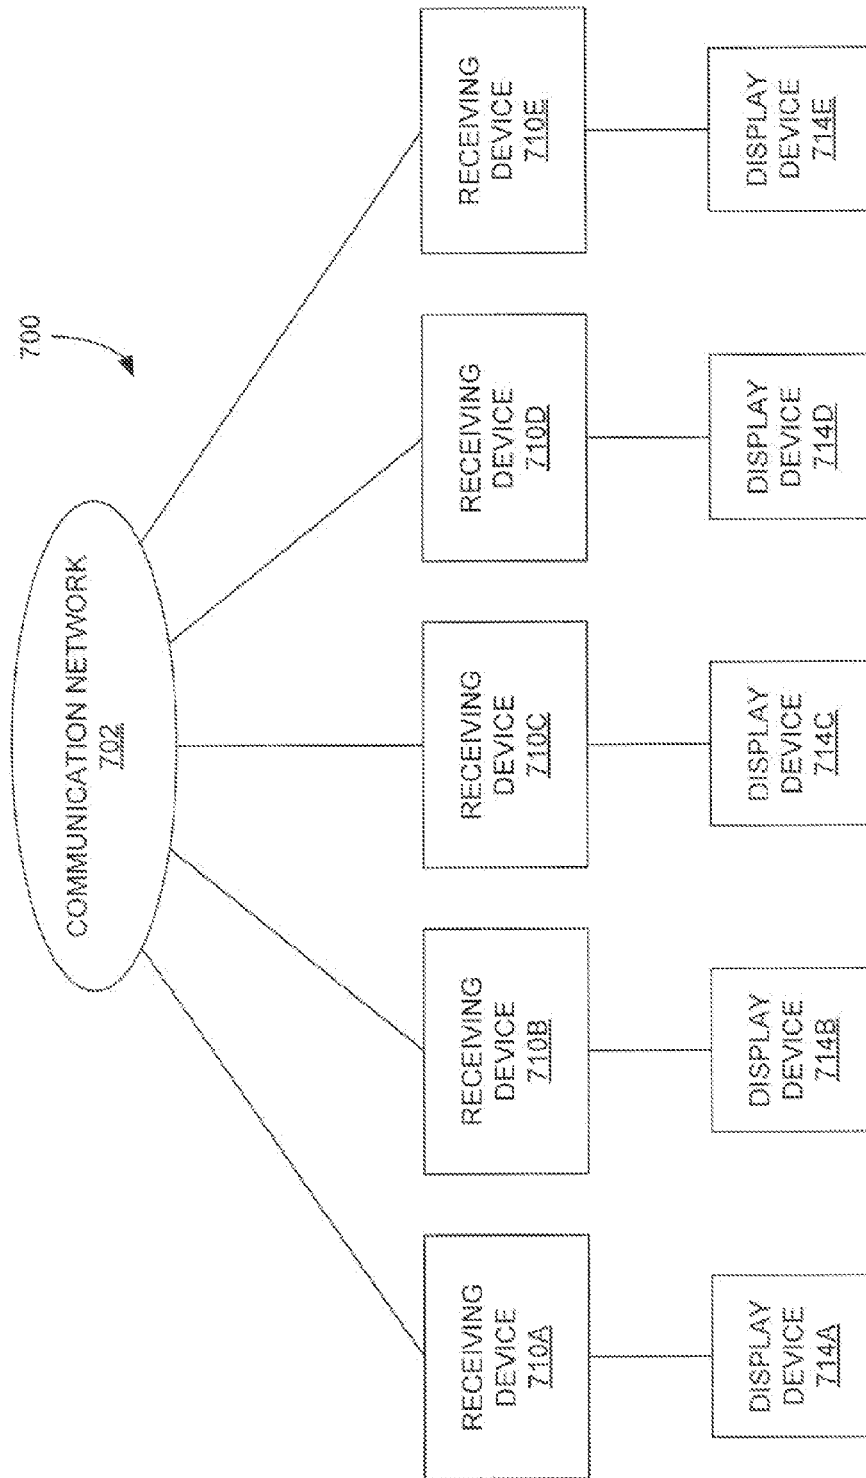 700
COMMUNICATION NETWORK
702
RECEIVING
DEVICE
710A
RECEIVING
DEVICE
710B
RECEIVING
DEVICE
710C
RECEIVING
DEVICE
710D
RECEIVING
DEVICE
710E
DISPLAY
DEVICE
714A
DISPLAY
DEVICE
714B
DISPLAY
DEVICE
714C
DISPLAY
DEVICE
714D
DISPLAY
DEVICE
714E